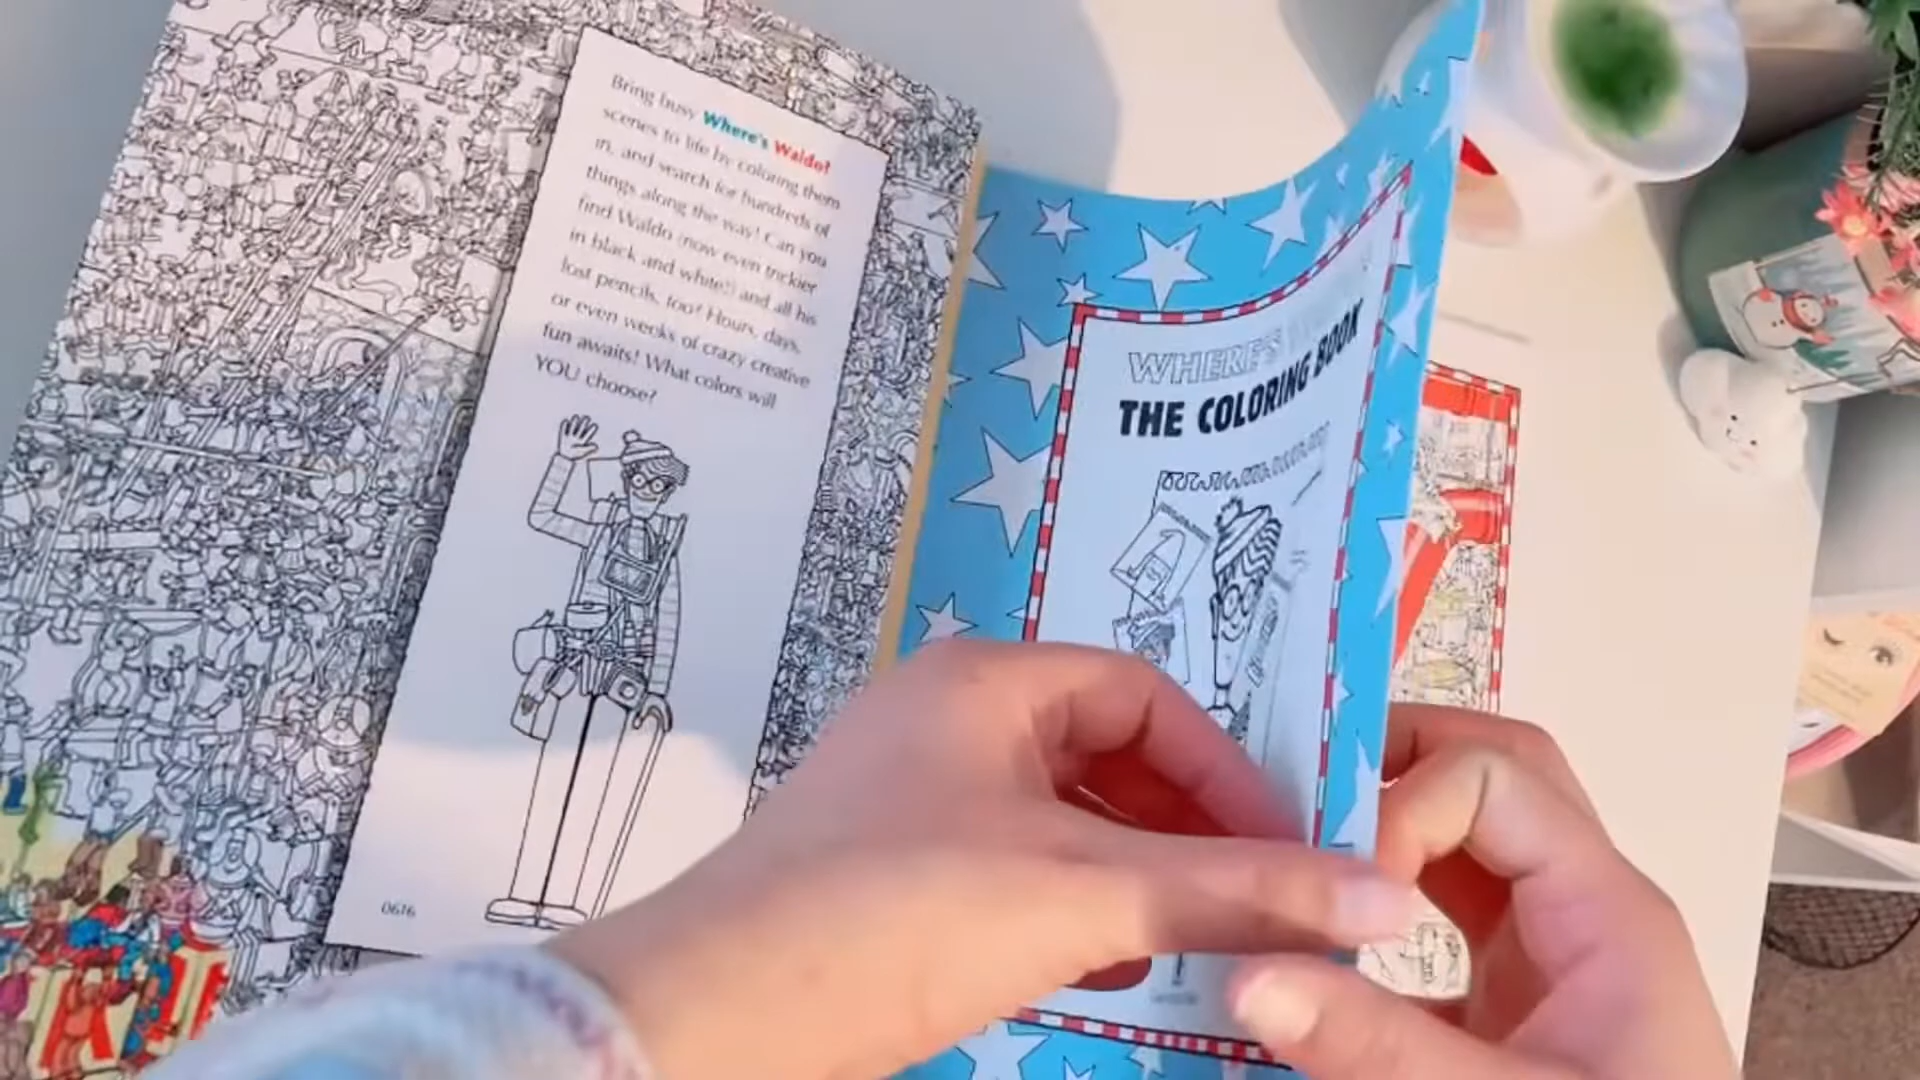 Bring busy Where's Waldo?
scenes to life by coloring them
in, and search for hundreds of
things along the way! Can you
find Waldo (now even trickier
in black and white!) and all his
lost pencils, too? Hours, days,
or even weeks of crazy creative
fun awaits! What colors will
YOU choose?
0616
WHERE'S
THE COLORING BOOK